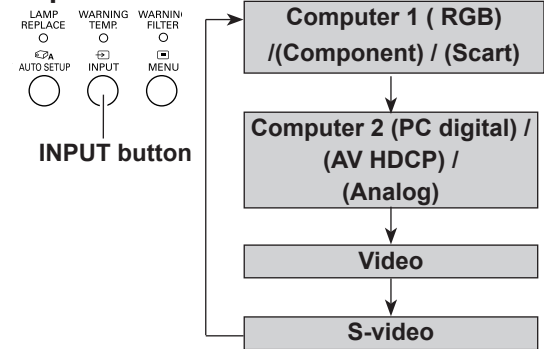 LAMP
REPLACE
WARNING
TEMP.
WARNIN
FILTER
A
AUTO SETUP
INPUT
MENU
INPUT button
Computer 1 ( RGB)
/(Component) / (Scart)
Computer 2 (PC digital) /
(AV HDCP) /
(Analog)
Video
S-video